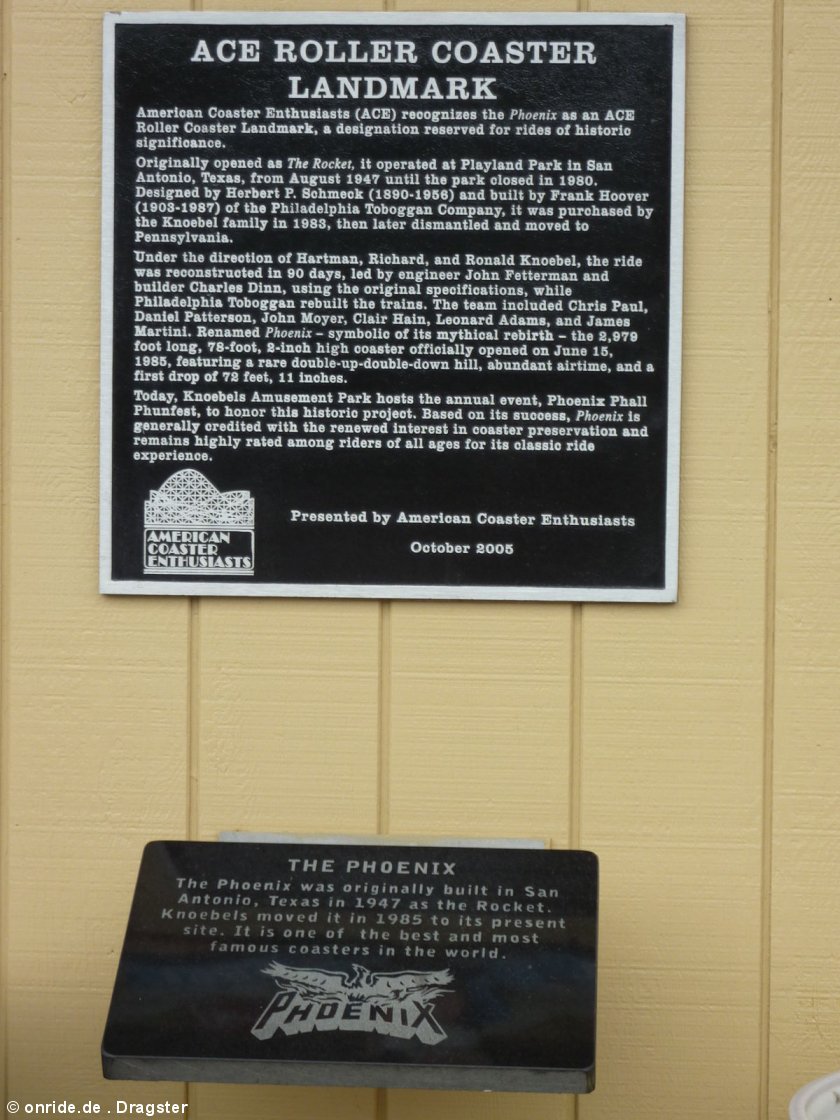 ACE ROLLER COASTER
LANDMARK
American Coaster Enthusiasts (ACE) recognizes the Phoenix as an ACE
Roller Coaster Landmark, a designation reserved for rides of historic
significance.
Originally opened as The Rocket, it operated at Playland Park in San
Antonio, Texas, from August 1947 until the park closed in 1980.
Designed by Herbert P. Schmeck (1890-1956) and built by Frank Hoover
(1903-1987) of the Philadelphia Toboggan Company, it was purchased by
the Knoebel family in 1983, then later dismantled and moved to
Pennsylvania.
Under the direction of Hartman, Richard, and Ronald Knoebel, the ride
was reconstructed in 90 days, led by engineer John Fetterman and
builder Charles Dinn, using the original specifications, while
Philadelphia Toboggan rebuilt the trains. The team included Chris Paul,
Daniel Patterson, John Moyer, Clair Hain, Leonard Adams, and James
Martini. Renamed Phoenix – symbolic of its mythical rebirth – the 2,979
foot long, 78-foot, 2-inch high coaster officially opened on June 15,
1985, featuring a rare double-up-double-down hill, abundant airtime, and a
first drop of 72 feet, 11 inches.
Today, Knoebels Amusement Park hosts the annual event, Phoenix Phall
Phunfest, to honor this historic project. Based on its success, Phoenix is
generally credited with the renewed interest in coaster preservation and
remains highly rated among riders of all ages for its classic ride
experience.
Presented by American Coaster Enthusiasts
October 2005
AMERICAN
COASTER
ENTHUSIASTS
THE PHOENIX
The Phoenix was originally built in San
Antonio, Texas in 1947 as the Rocket.
Knoebels moved it in 1985 to its present
site. It is one of the best and most
famous coasters in the world.
PHOENIX
© onride.de . Dragster